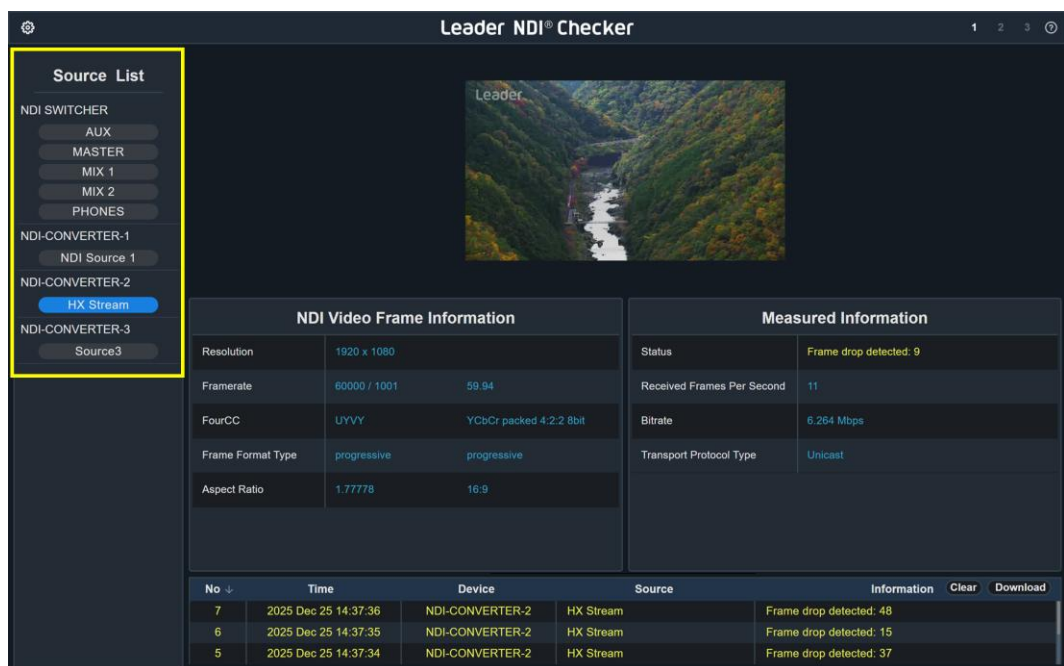 Leader NDI® Checker
1 2 3 ?
Source List
NDI SWITCHER
AUX
MASTER
MIX 1
MIX 2
PHONES
NDI-CONVERTER-1
NDI Source 1
NDI-CONVERTER-2
HX Stream
NDI-CONVERTER-3
Source3
Leader
NDI Video Frame Information
Resolution 1920 x 1080
Framerate 60000 / 1001 59.94
FourCC UYVY YCbCr packed 4:2:2 8bit
Frame Format Type progressive progressive
Aspect Ratio 1.77778 16:9
Measured Information
Status Frame drop detected: 9
Received Frames Per Second 11
Bitrate 6.264 Mbps
Transport Protocol Type Unicast
No ↓ Time Device Source Information Clear Download
7 2025 Dec 25 14:37:36 NDI-CONVERTER-2 HX Stream Frame drop detected: 48
6 2025 Dec 25 14:37:35 NDI-CONVERTER-2 HX Stream Frame drop detected: 15
5 2025 Dec 25 14:37:34 NDI-CONVERTER-2 HX Stream Frame drop detected: 37